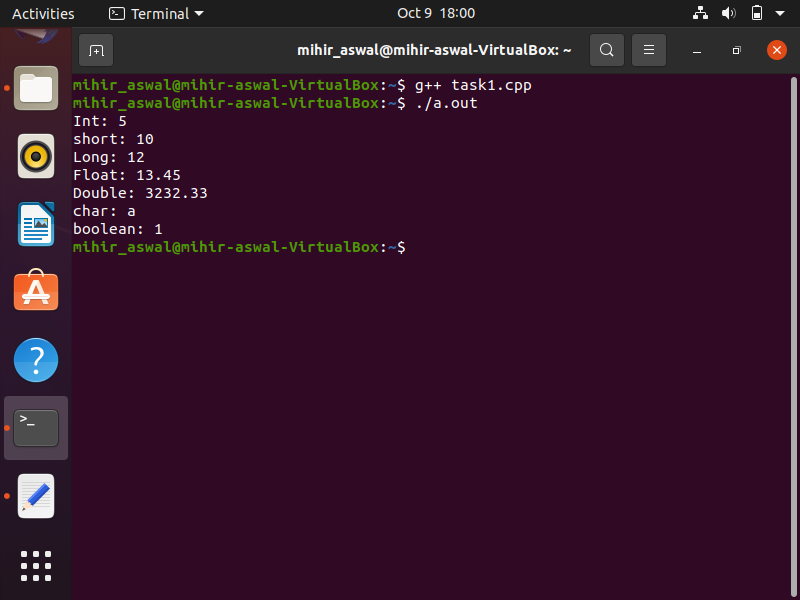 Activities Terminal Oct 9 18:00
mihir_aswal@mihir-aswal-VirtualBox: ~
mihir_aswal@mihir-aswal-VirtualBox:~$ g++ task1.cpp
mihir_aswal@mihir-aswal-VirtualBox:~$ ./a.out
Int: 5
short: 10
Long: 12
Float: 13.45
Double: 3232.33
char: a
boolean: 1
mihir_aswal@mihir-aswal-VirtualBox:~$